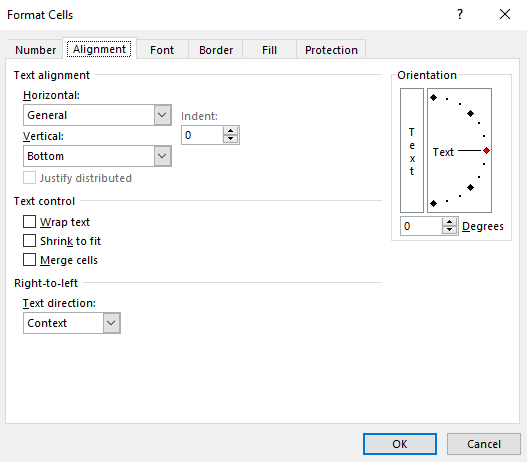 Format Cells
?
Number Alignment Font Border Fill Protection
Text alignment
Horizontal:
General
Indent:
0
Vertical:
Bottom
Justify distributed
Text control
Wrap text
Shrink to fit
Merge cells
Right-to-left
Text direction:
Context
Orientation
Text
Text
0 Degrees
OK Cancel